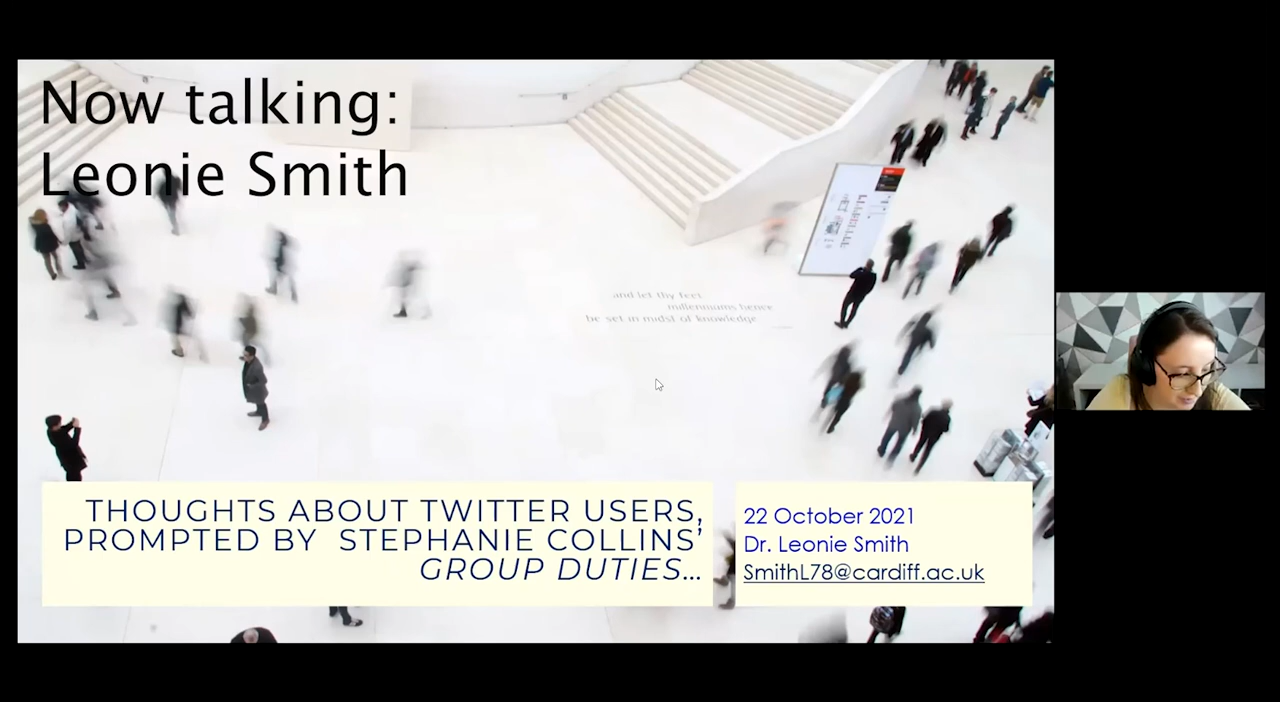 Now talking:
Leonie Smith
and let thy feet
millenniums hence
be set in midst of knowledge
THOUGHTS ABOUT TWITTER USERS,
PROMPTED BY STEPHANIE COLLINS’
GROUP DUTIES…
22 October 2021
Dr. Leonie Smith
SmithL78@cardiff.ac.uk